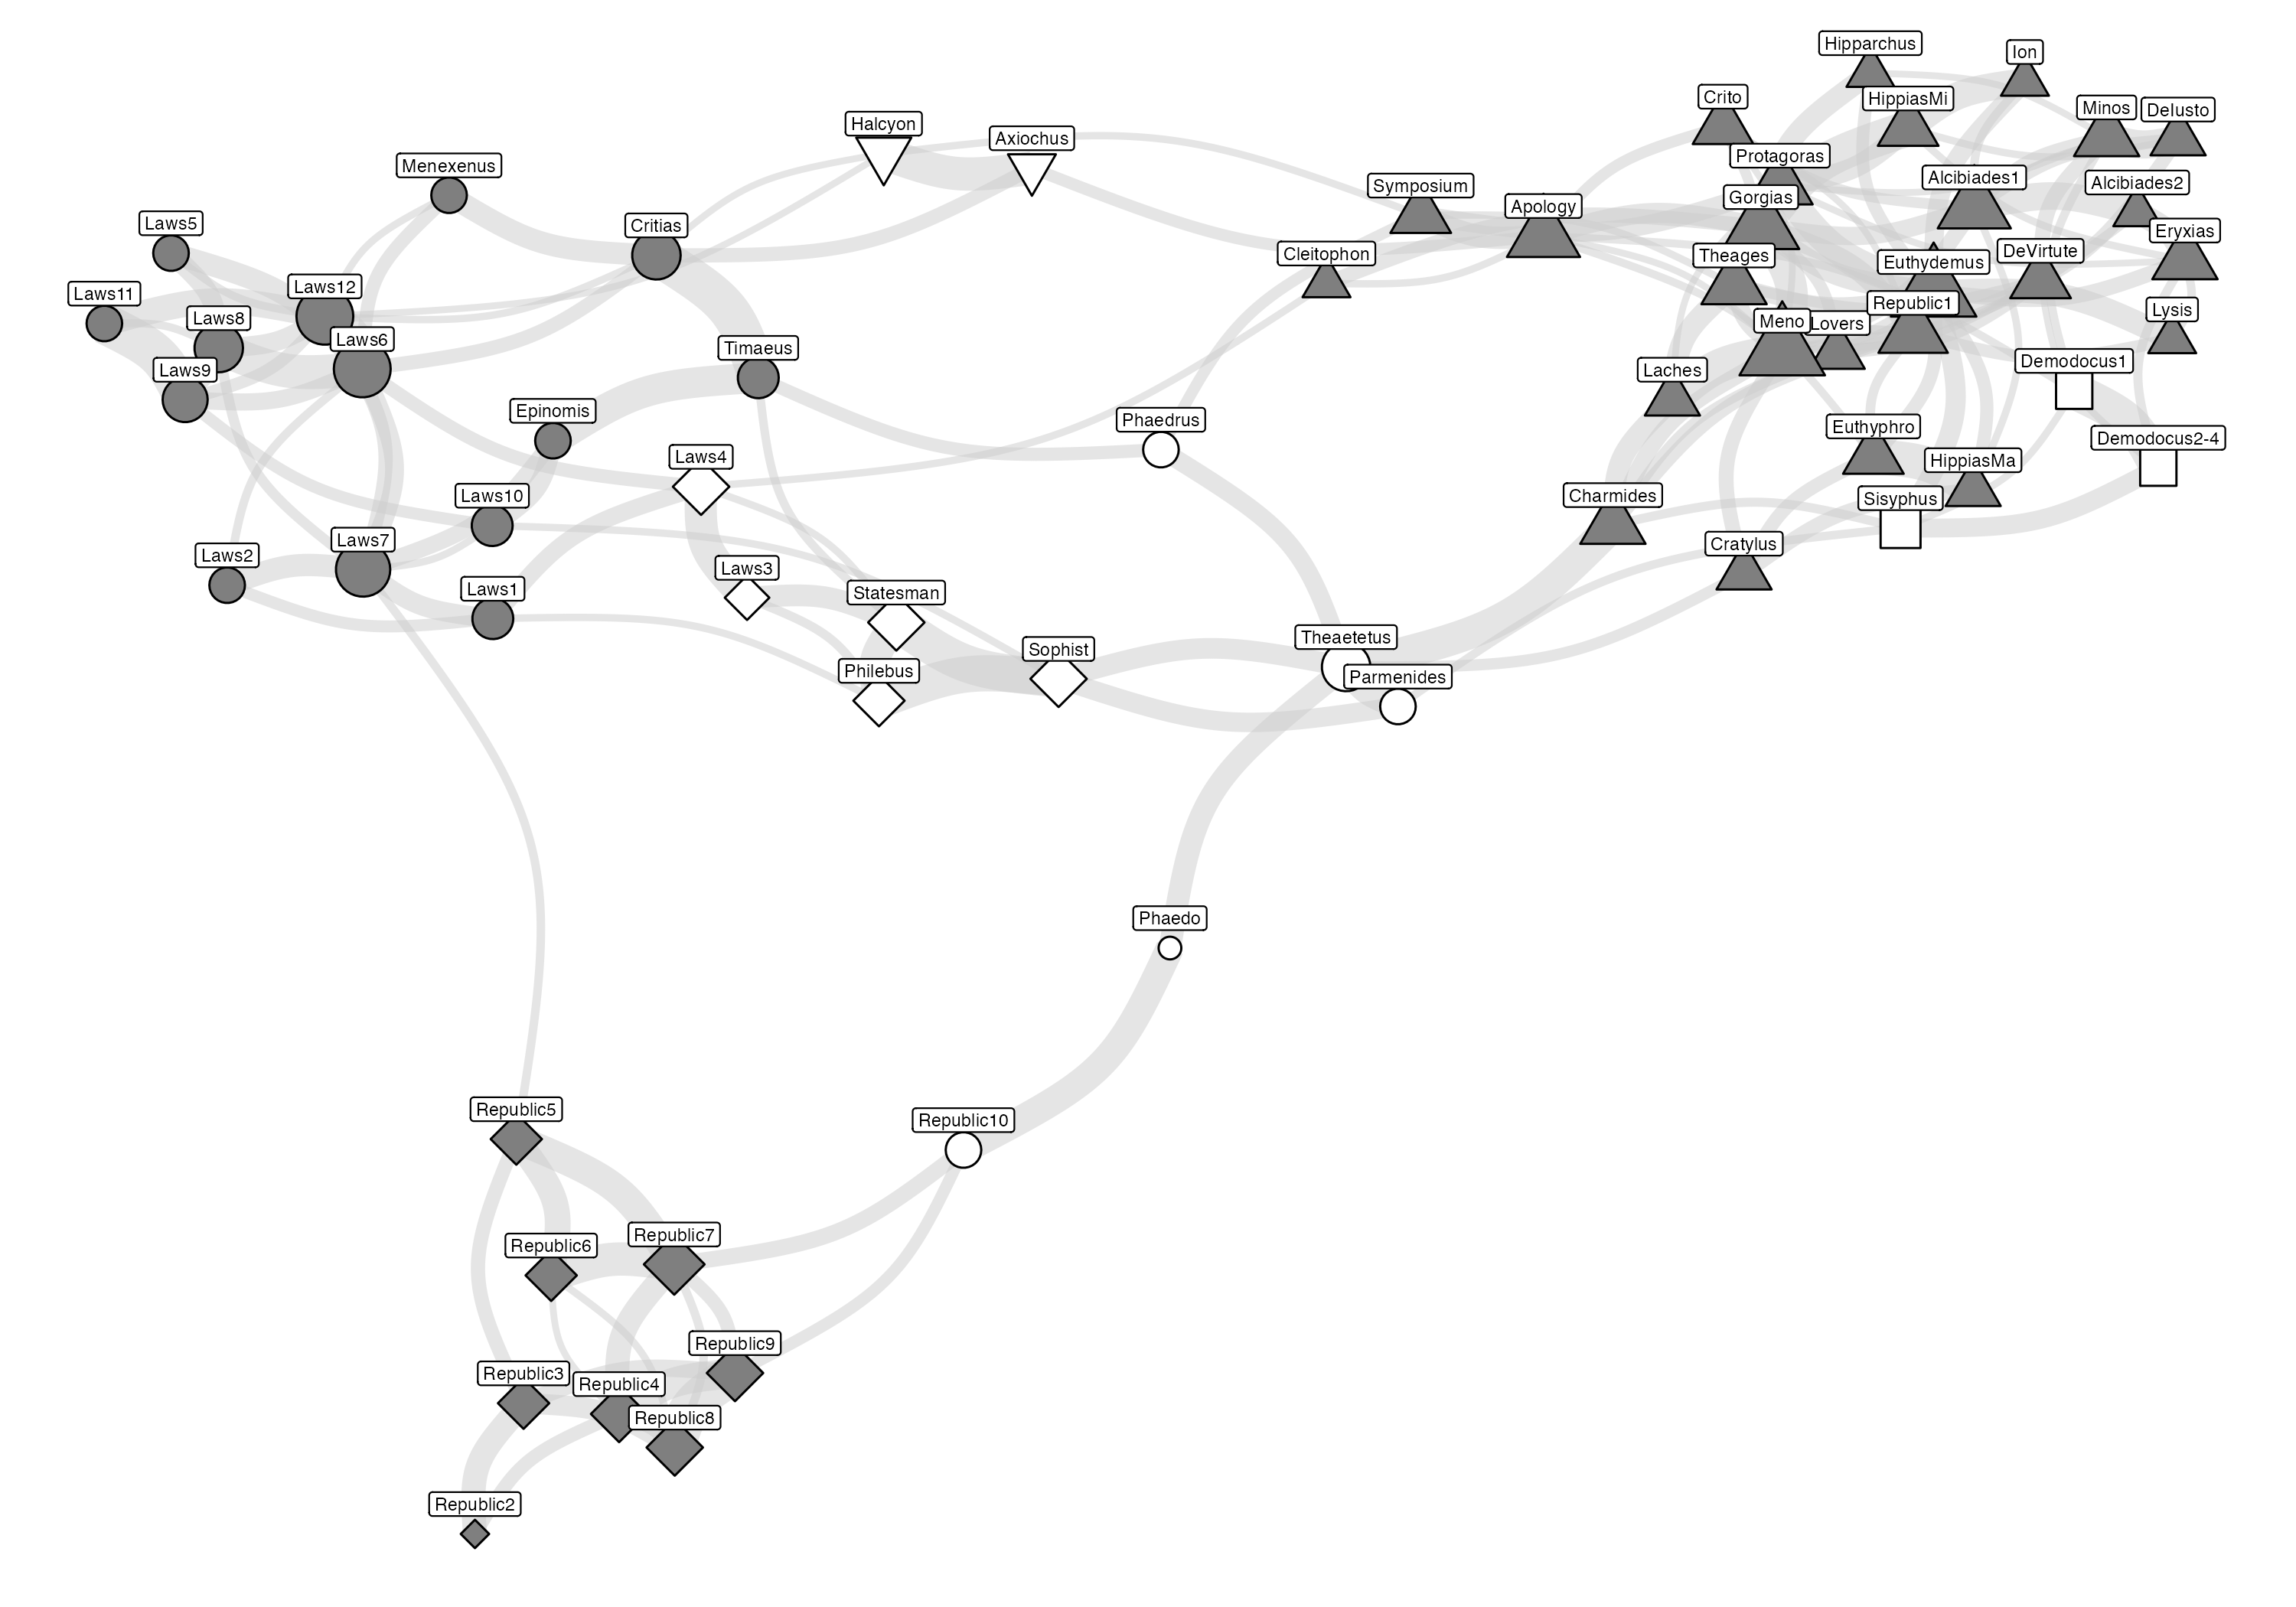 Hipparchus
Ion
Crito
HippiasMi
Minos
DeIusto
Halcyon
Axiochus
Menexenus
Protagoras
Symposium
Apology
Gorgias
Alcibiades1
Alcibiades2
Laws5
Critias
Cleitophon
Theages
Euthydemus
DeVirtute
Eryxias
Laws11
Laws12
Laws8
Laws6
Republic1
Meno
Lovers
Lysis
Laws9
Timaeus
Laches
Demodocus1
Epinomis
Phaedrus
Euthyphro
Demodocus2-4
Laws4
HippiasMa
Laws10
Charmides
Sisyphus
Laws7
Laws2
Cratylus
Laws3
Laws1
Statesman
Theaetetus
Sophist
Philebus
Parmenides
Phaedo
Republic5
Republic10
Republic7
Republic6
Republic9
Republic3
Republic4
Republic8
Republic2